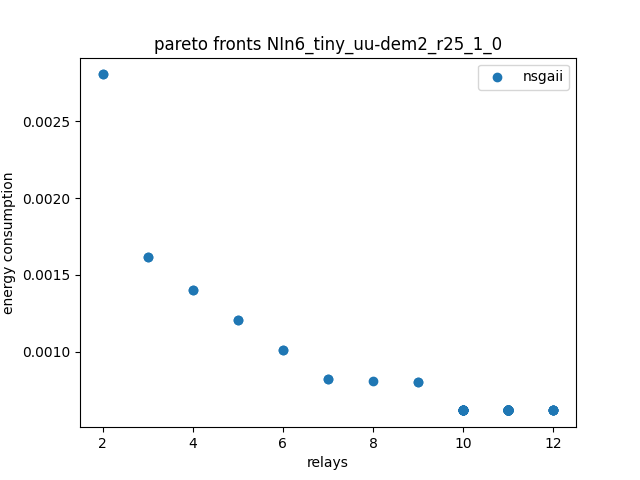 pareto fronts NIn6_tiny_uu-dem2_r25_1_0
nsgaii
0.0025
0.0020
0.0015
0.0010
energy consumption
2 4 6 8 10 12
relays